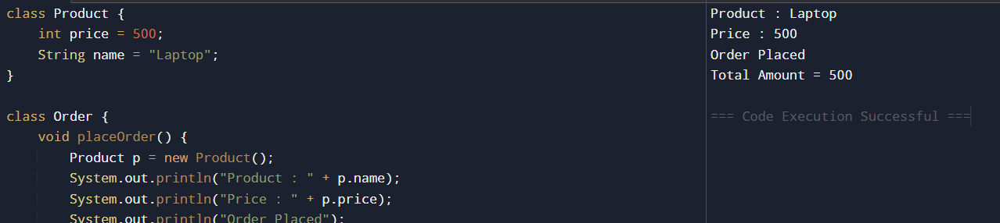 class Product {
    int price = 500;
    String name = "Laptop";
}

class Order {
    void placeOrder() {
        Product p = new Product();
        System.out.println("Product : " + p.name);
        System.out.println("Price : " + p.price);
        System.out.println("Order Placed");
Product : Laptop
Price : 500
Order Placed
Total Amount = 500

=== Code Execution Successful ===